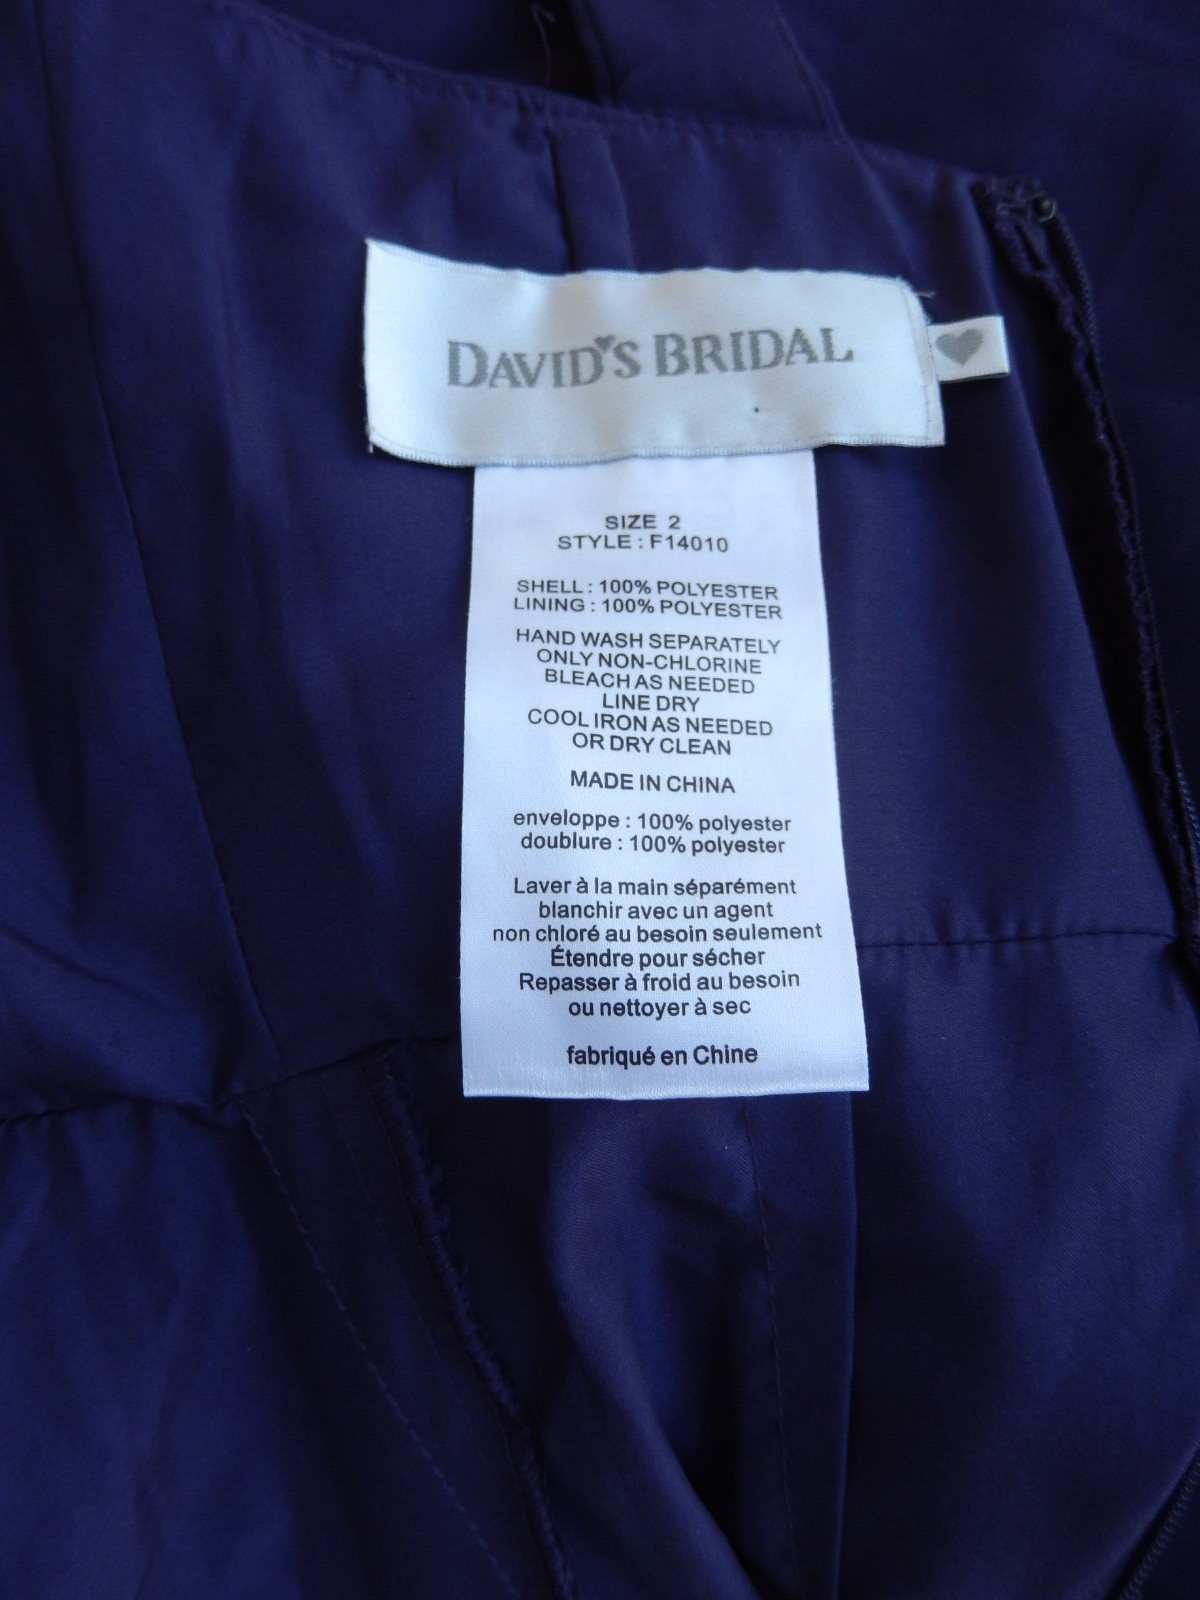 DAVID'S BRIDAL
SIZE 2
STYLE : F14010
SHELL : 100% POLYESTER
LINING : 100% POLYESTER
HAND WASH SEPARATELY
ONLY NON-CHLORINE
BLEACH AS NEEDED
LINE DRY
COOL IRON AS NEEDED
OR DRY CLEAN
MADE IN CHINA
enveloppe : 100% polyester
doublure : 100% polyester
Laver à la main séparément
blanchir avec un agent
non chloré au besoin seulement
Étendre pour sécher
Repasser à froid au besoin
ou nettoyer à sec
fabriqué en Chine